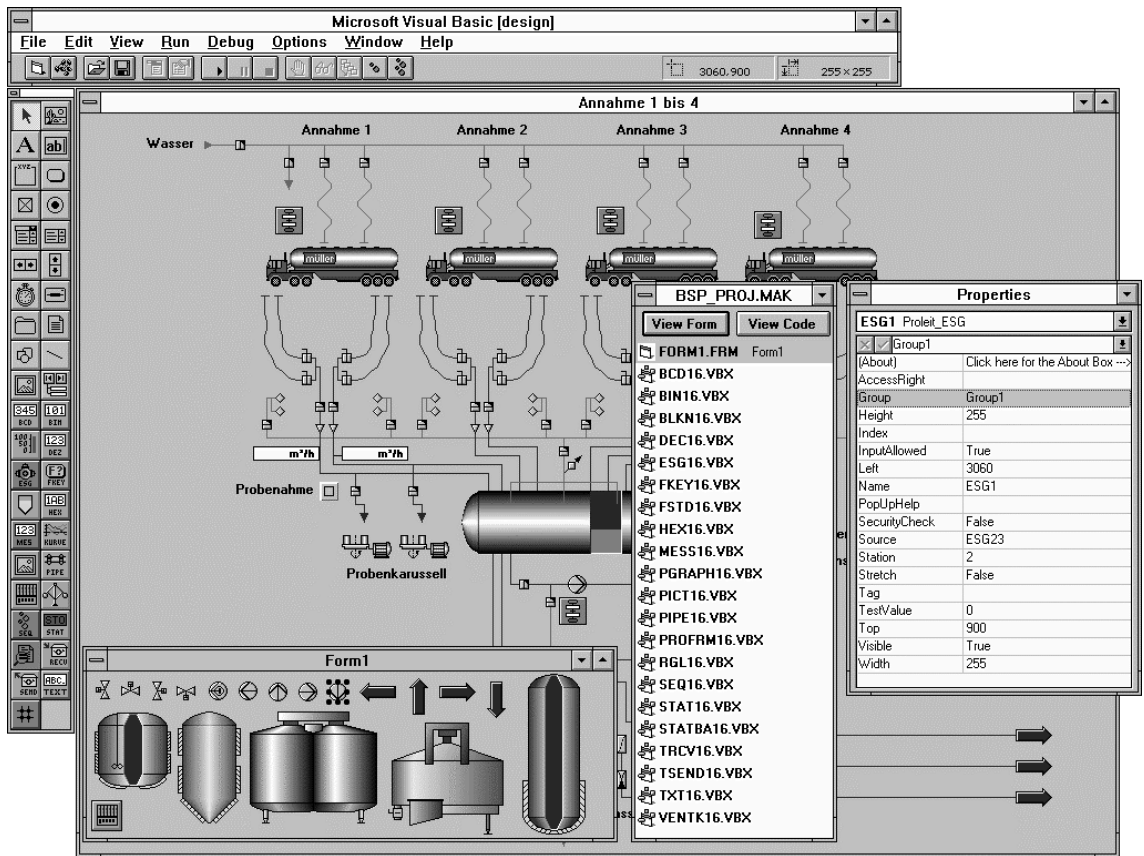 Microsoft Visual Basic [design]
File Edit View Run Debug Options Window Help
3060,900 255×255
Annahme 1 bis 4
Annahme 1 Annahme 2 Annahme 3 Annahme 4
Wasser
A ab|
XYZ
345 101
BCD BIN
100 50 0 123
DEZ
ESG F? FKEY
1AB HEX
123 MES KURVE
PIPE
SEQ STO STAT
RECV
SEND ABC. TEXT
müller müller müller müller
m³/h m³/h
Probenahme
Probenkarussell
BSP_PROJ.MAK
View Form View Code
FORM1.FRM Form1
BCD16.VBX
BIN16.VBX
BLKN16.VBX
DEC16.VBX
ESG16.VBX
FKEY16.VBX
FSTD16.VBX
HEX16.VBX
MESS16.VBX
PGRAPH16.VBX
PICT16.VBX
PIPE16.VBX
PROFRM16.VBX
RGL16.VBX
SEQ16.VBX
STAT16.VBX
STATBA16.VBX
TRCV16.VBX
TSEND16.VBX
TXT16.VBX
VENTK16.VBX
Properties
ESG1 Proleit_ESG
Group1
(About) Click here for the About Box --->
AccessRight
Group Group1
Height 255
Index
InputAllowed True
Left 3060
Name ESG1
PopUpHelp
SecurityCheck False
Source ESG23
Station 2
Stretch False
Tag
TestValue 0
Top 900
Visible True
Width 255
Form1